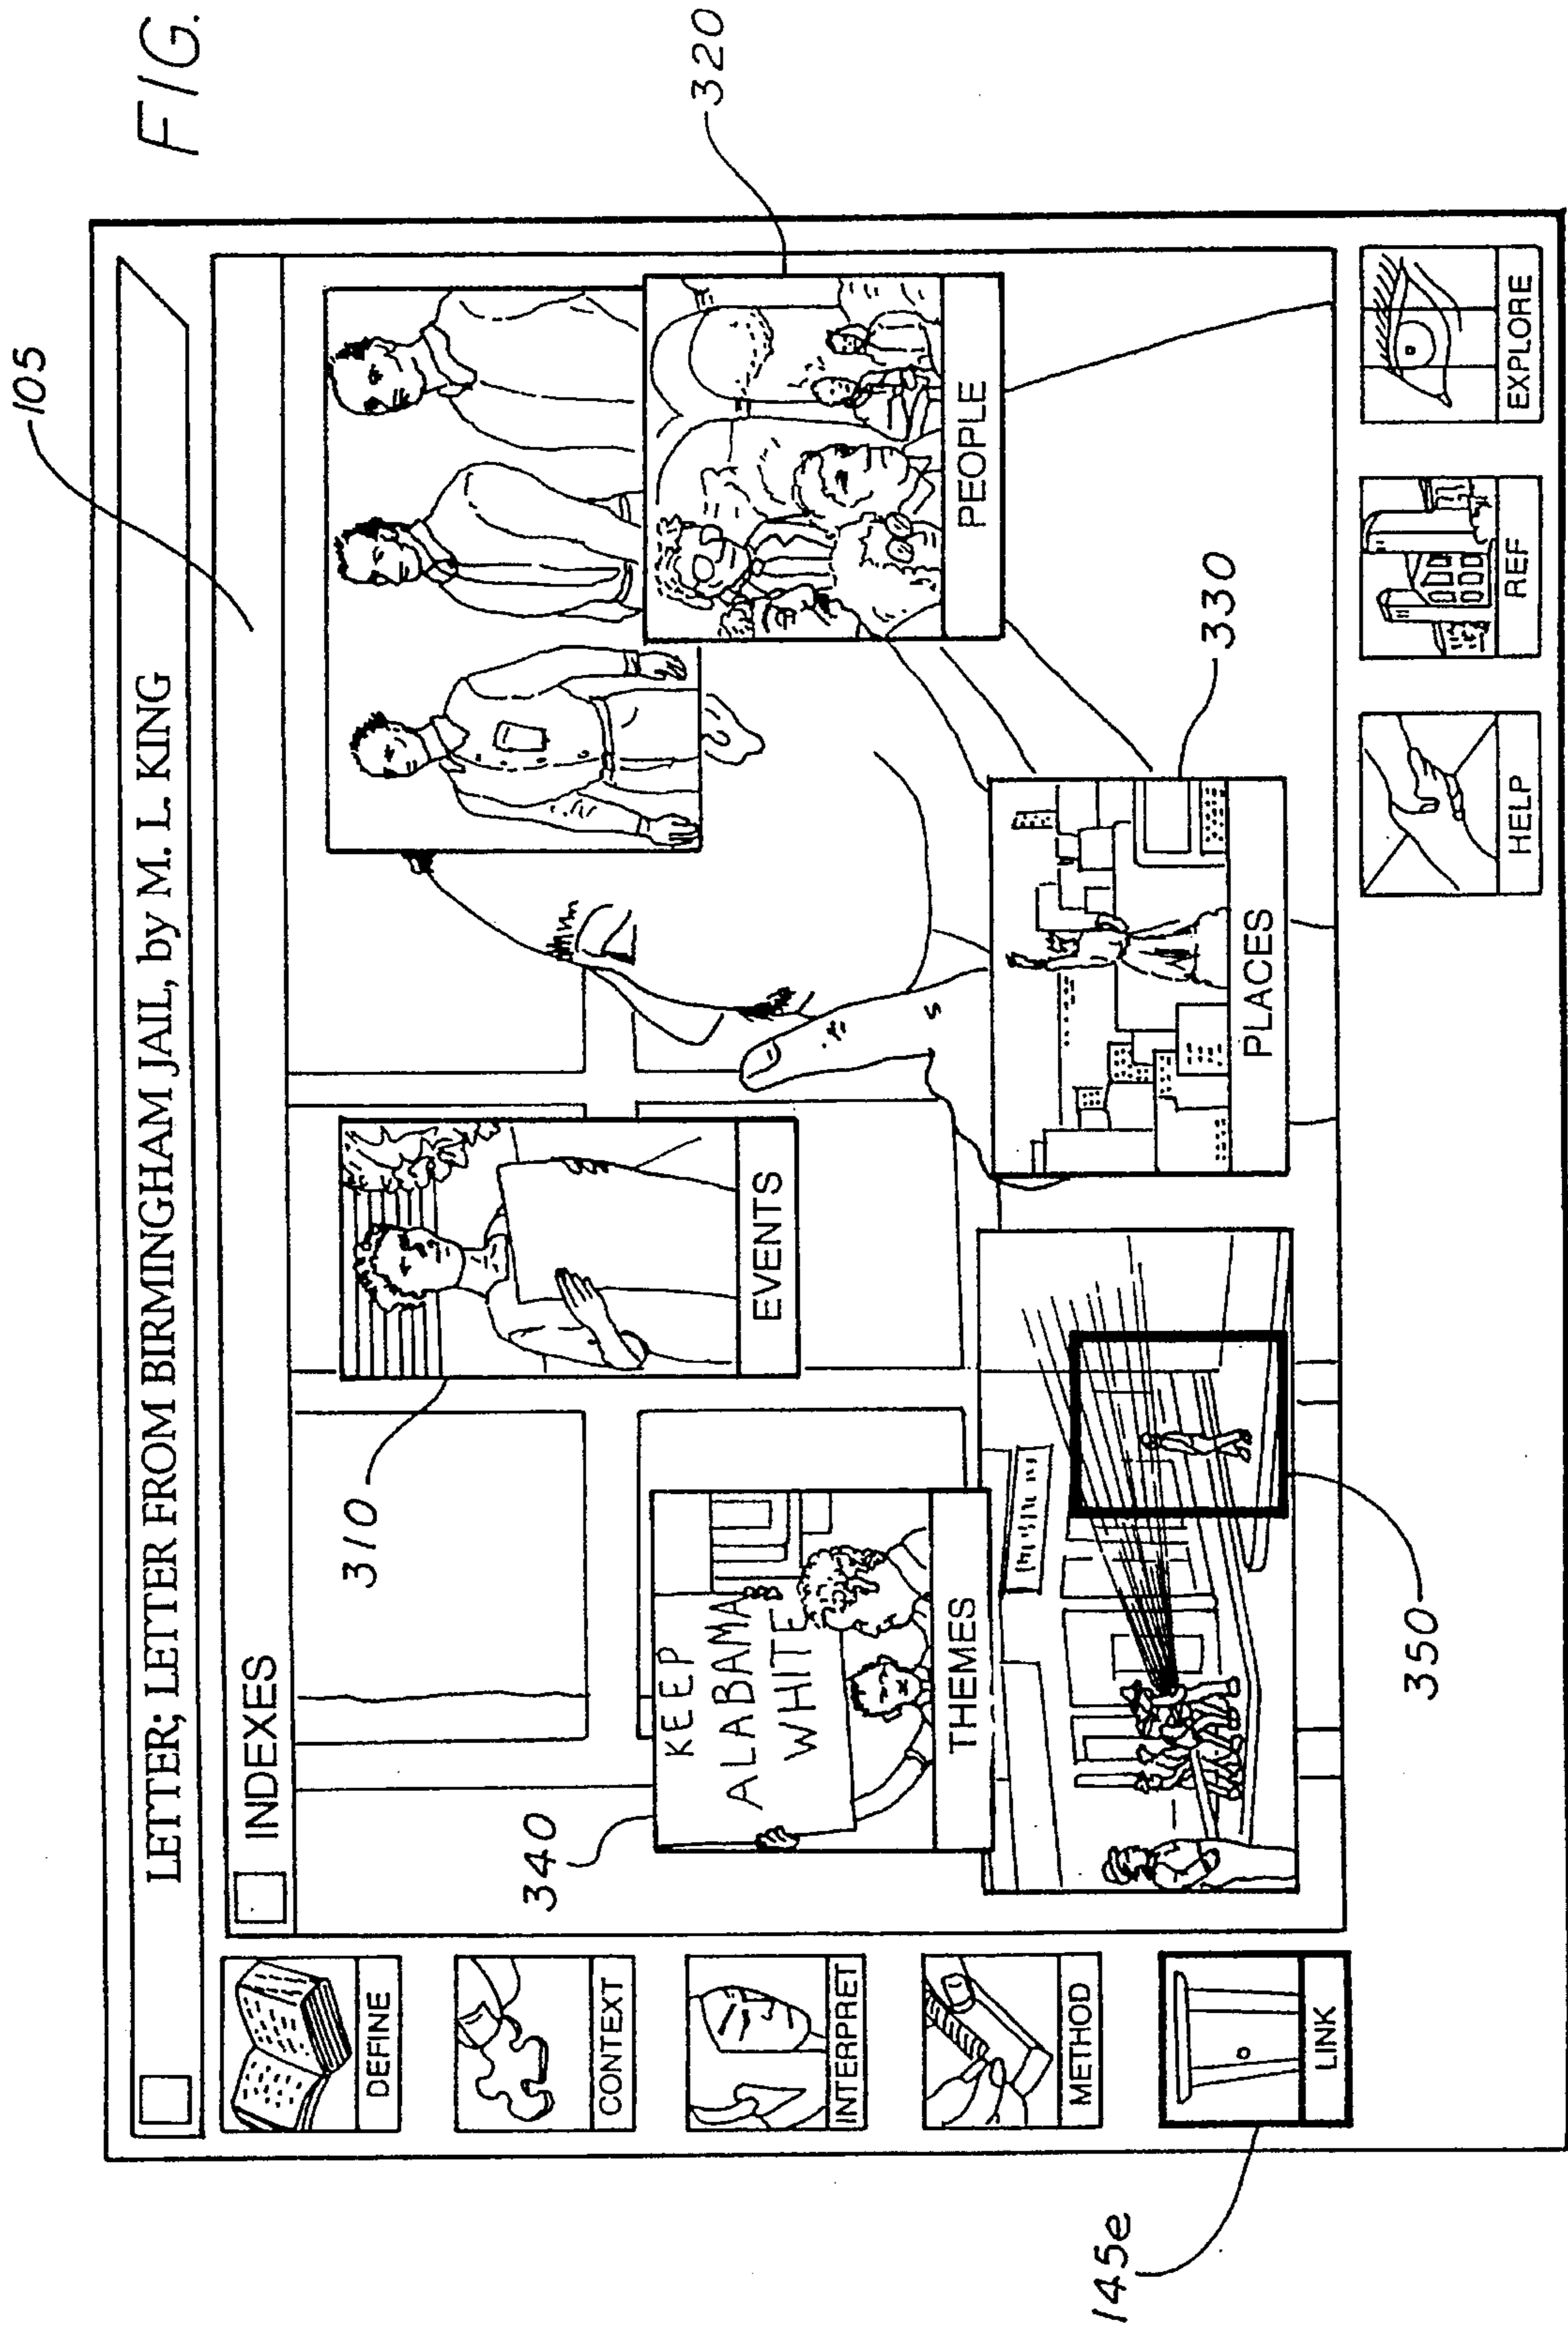 FIG.
105
LETTER; LETTER FROM BIRMINGHAM JAIL, by M. L. KING
INDEXES
DEFINE
CONTEXT
INTERPRET
METHOD
LINK
145e
310
EVENTS
320
PEOPLE
340
KEEP
ALABAMA
WHITE
THEMES
330
PLACES
350
HELP
REF
EXPLORE